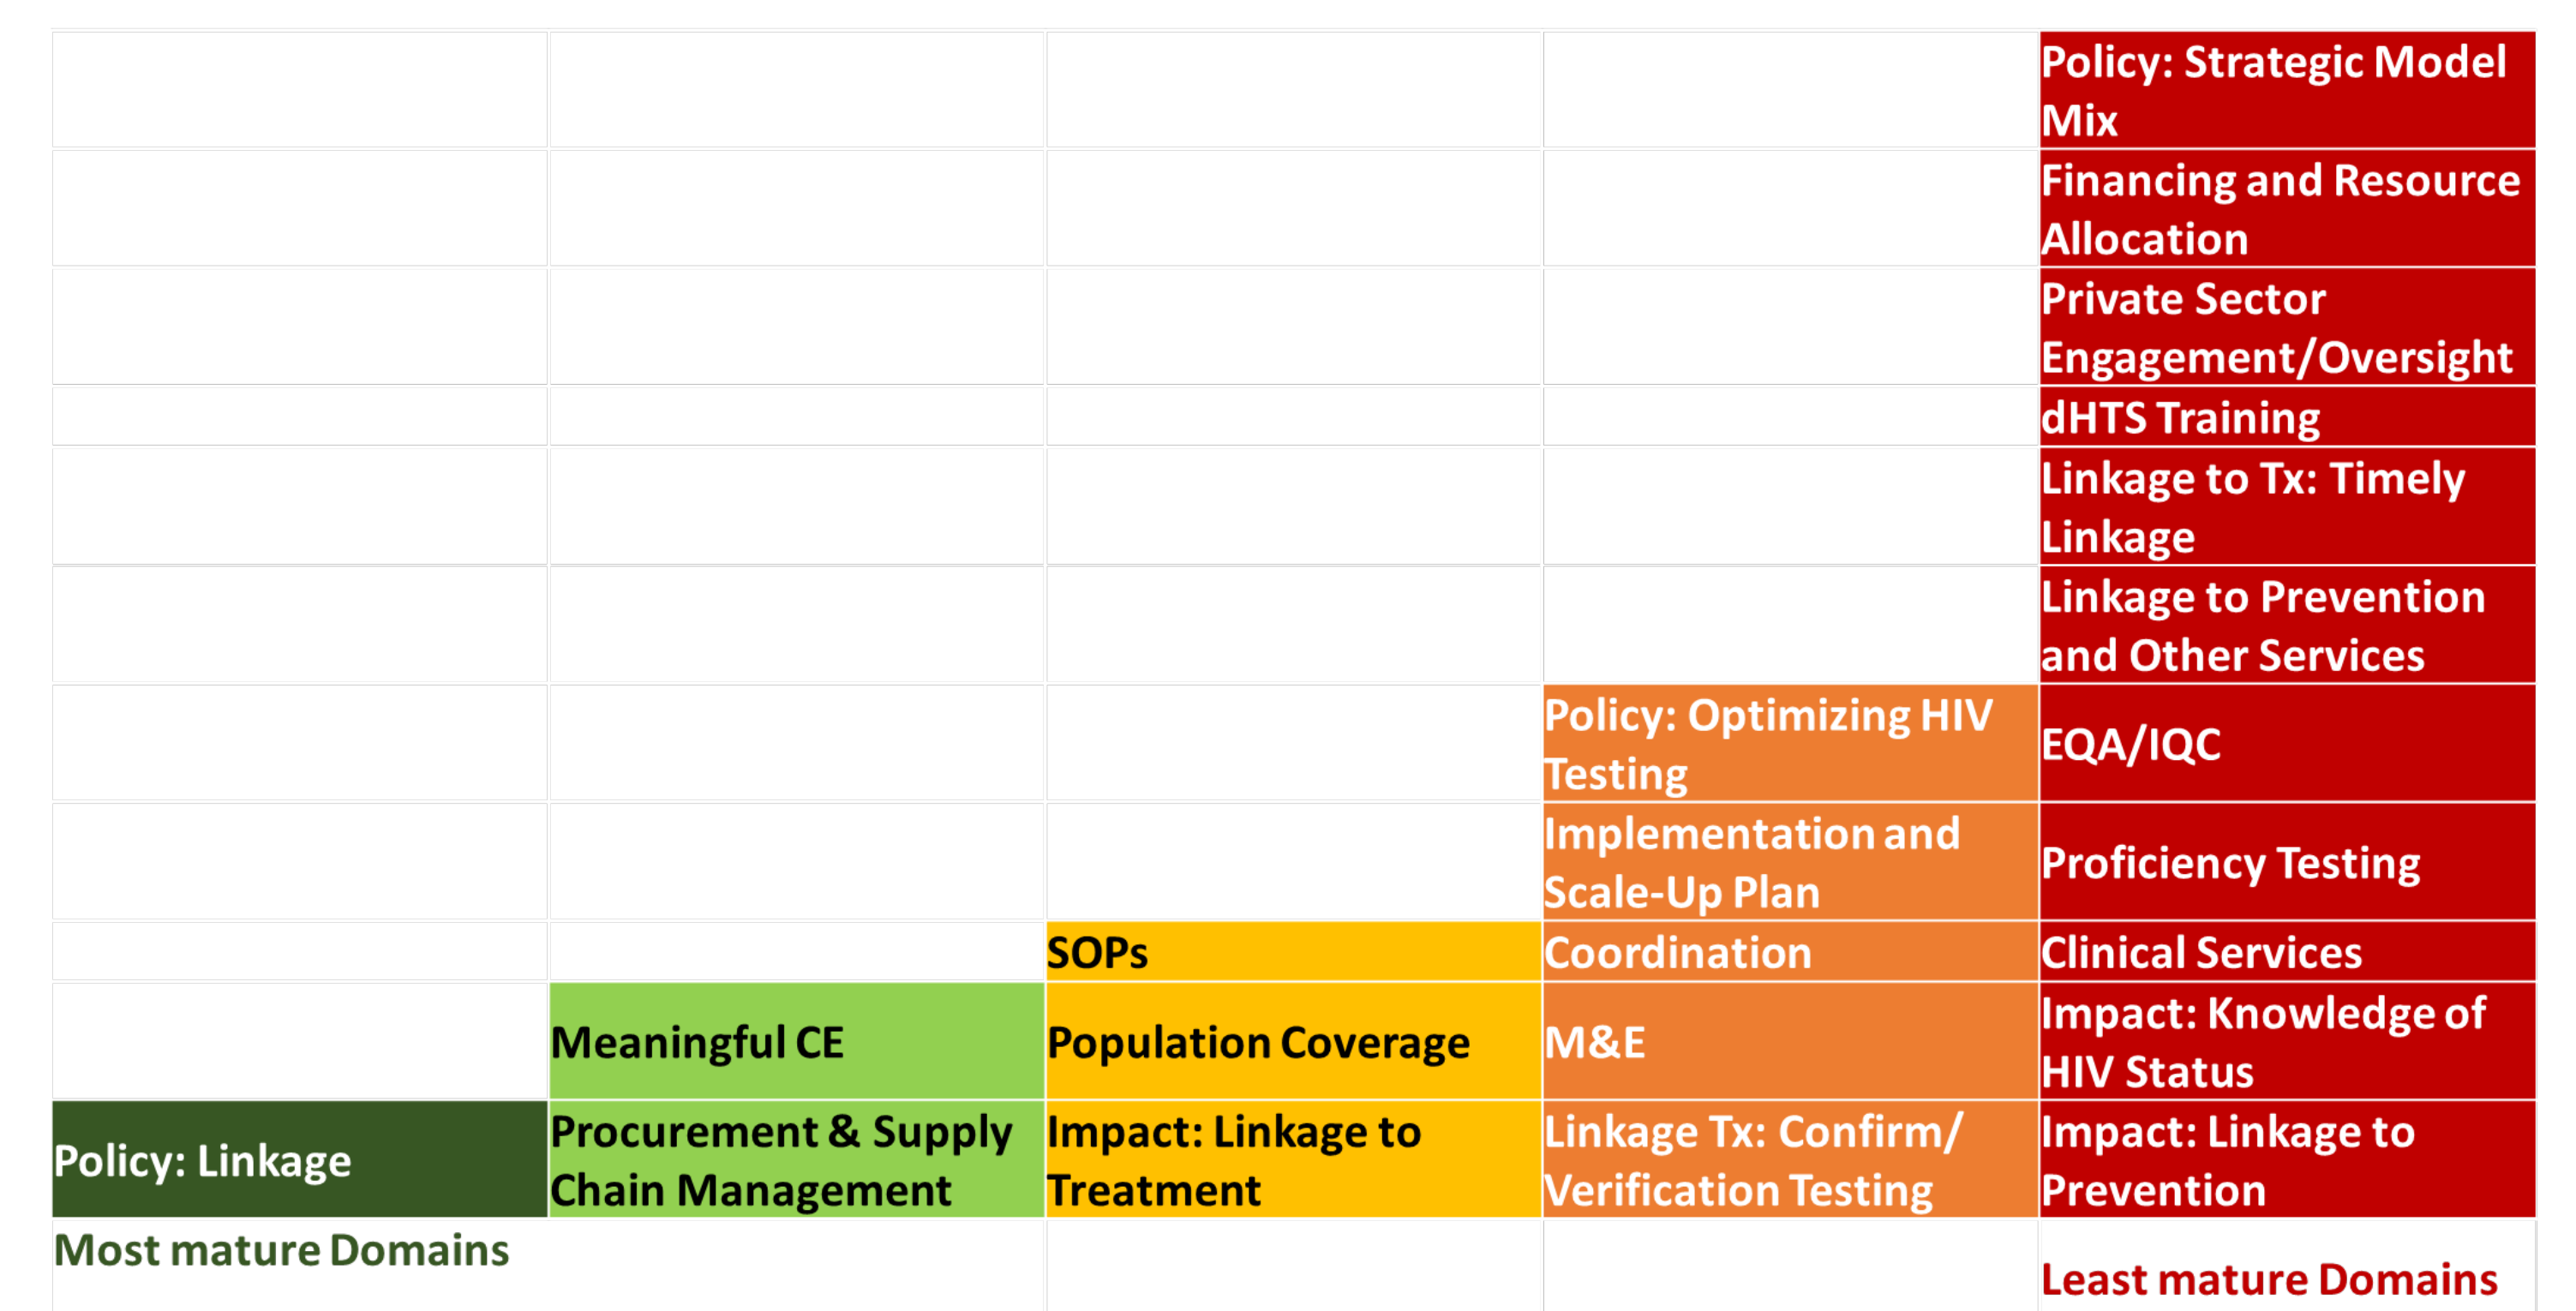 Policy: Strategic Model
Mix
Financing and Resource
Allocation
Private Sector
Engagement/Oversight
dHTS Training
Linkage to Tx: Timely
Linkage
Linkage to Prevention
and Other Services
Policy: Optimizing HIV
Testing
EQA/IQC
Implementation and
Scale-Up Plan
Proficiency Testing
SOPs
Coordination
Clinical Services
Meaningful CE
Population Coverage
M&E
Impact: Knowledge of
HIV Status
Policy: Linkage
Procurement & Supply
Chain Management
Impact: Linkage to
Treatment
Linkage Tx: Confirm/
Verification Testing
Impact: Linkage to
Prevention
Most mature Domains
Least mature Domains